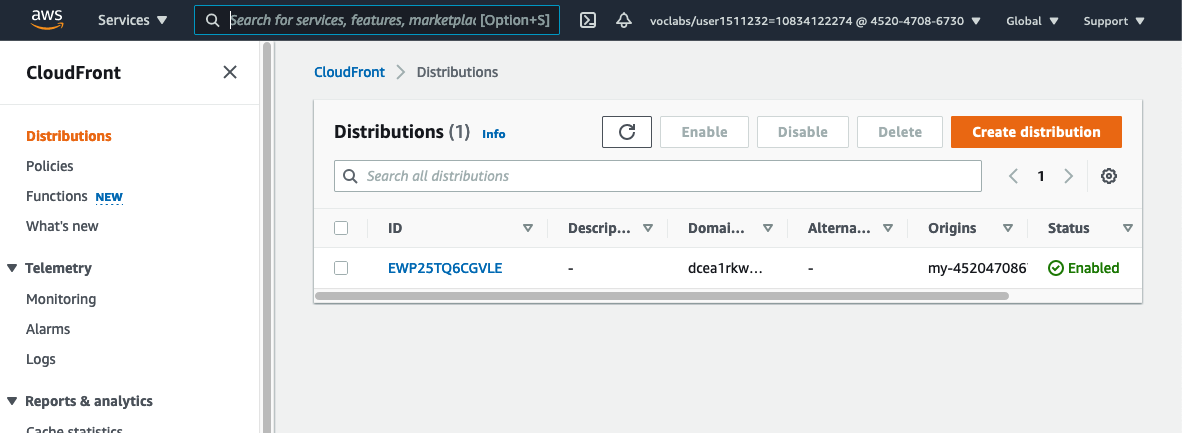 aws Services Search for services, features, marketplac [Option+S] voclabs/user1511232=10834122274 @ 4520-4708-6730 Global Support
CloudFront
Distributions
Policies
Functions NEW
What's new
Telemetry
Monitoring
Alarms
Logs
Reports & analytics
Cache statistics
CloudFront Distributions
Distributions (1) Info Enable Disable Delete Create distribution
Search all distributions 1
ID Descrip... Domai... Alterna... Origins Status
EWP25TQ6CGVLE - dcea1rkw... - my-452047086 Enabled